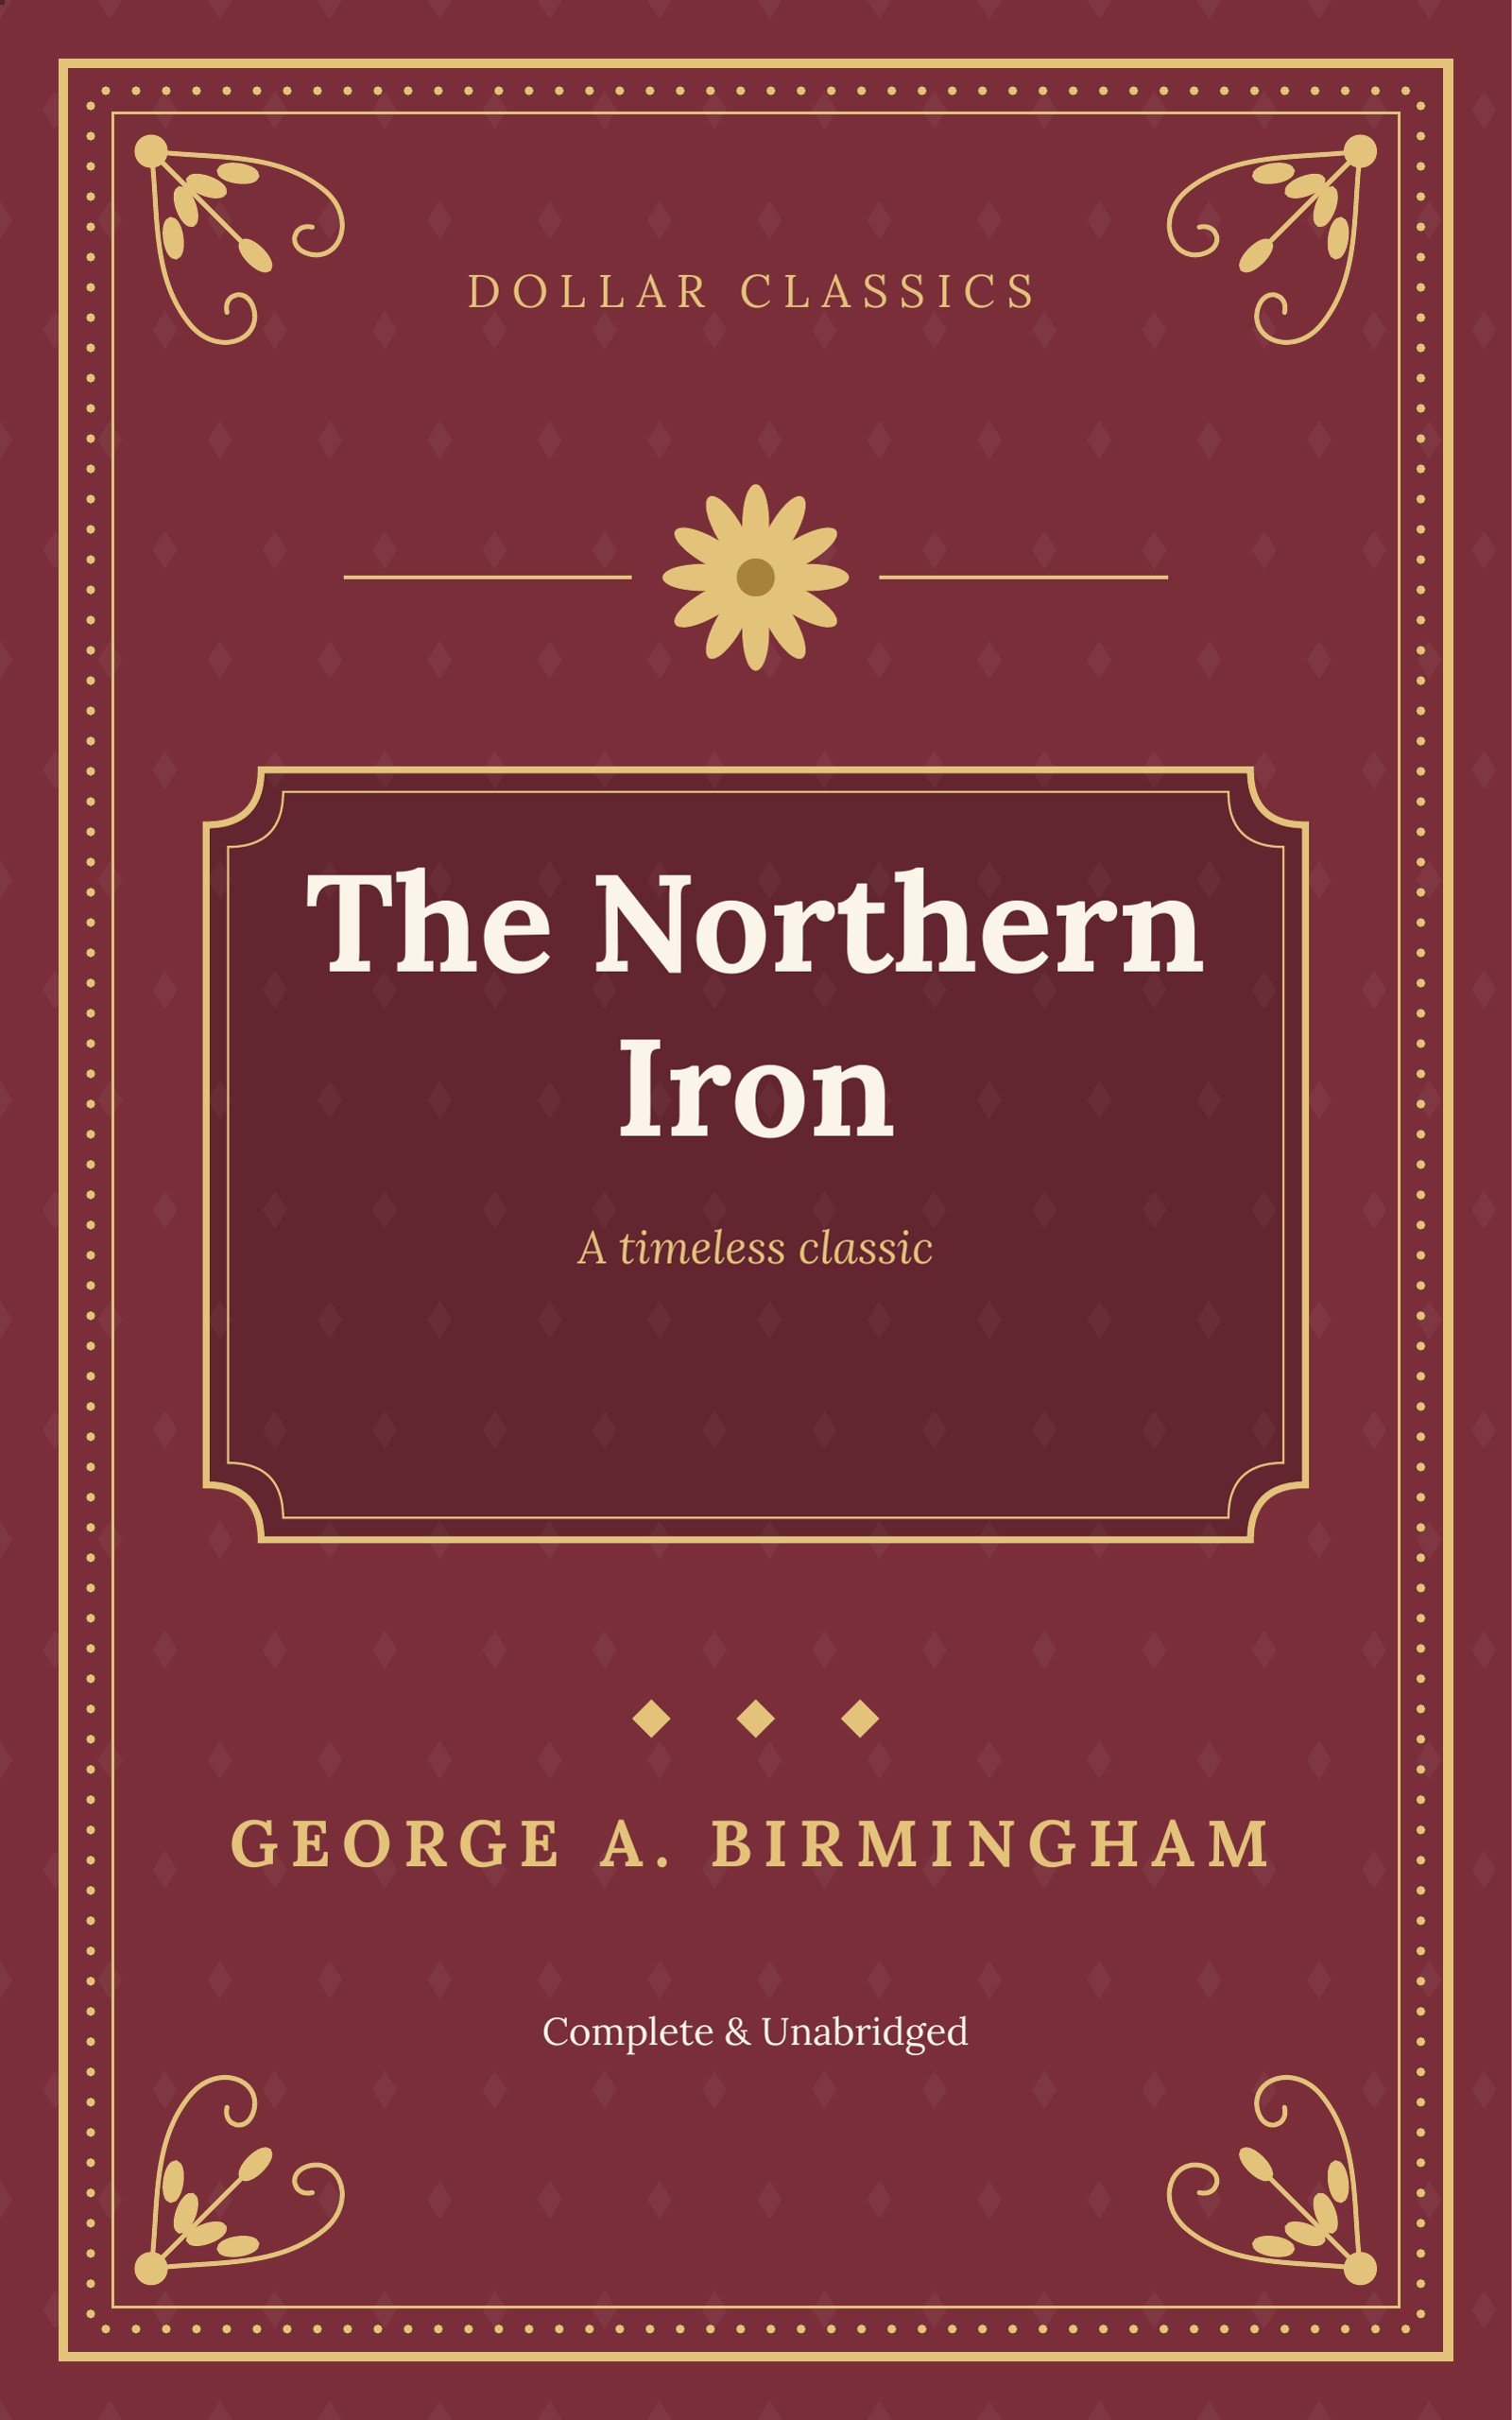 DOLLAR CLASSICS
The Northern
Iron
A timeless classic
GEORGE A. BIRMINGHAM
Complete & Unabridged